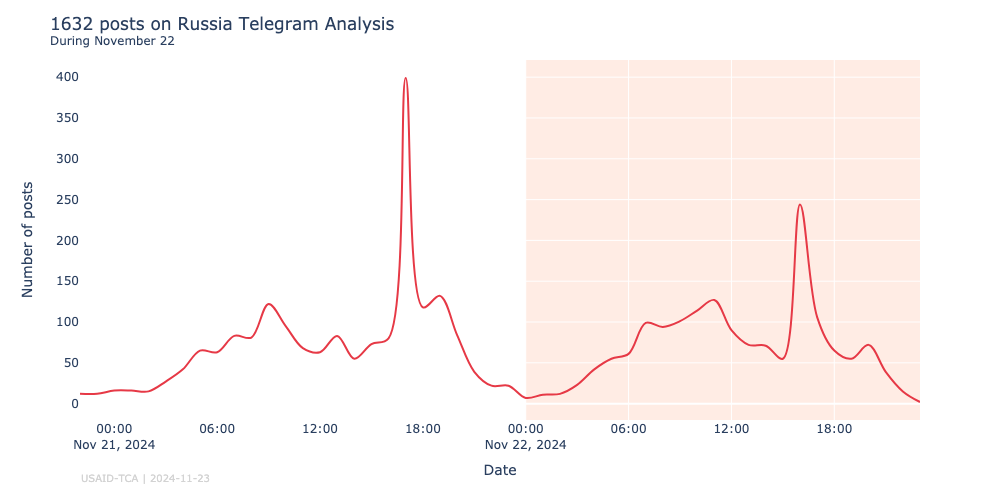 1632 posts on Russia Telegram Analysis
During November 22
Number of posts
400
350
300
250
200
150
100
50
0
00:00 06:00 12:00 18:00 00:00 06:00 12:00 18:00
Nov 21, 2024 Nov 22, 2024
Date
USAID-TCA | 2024-11-23